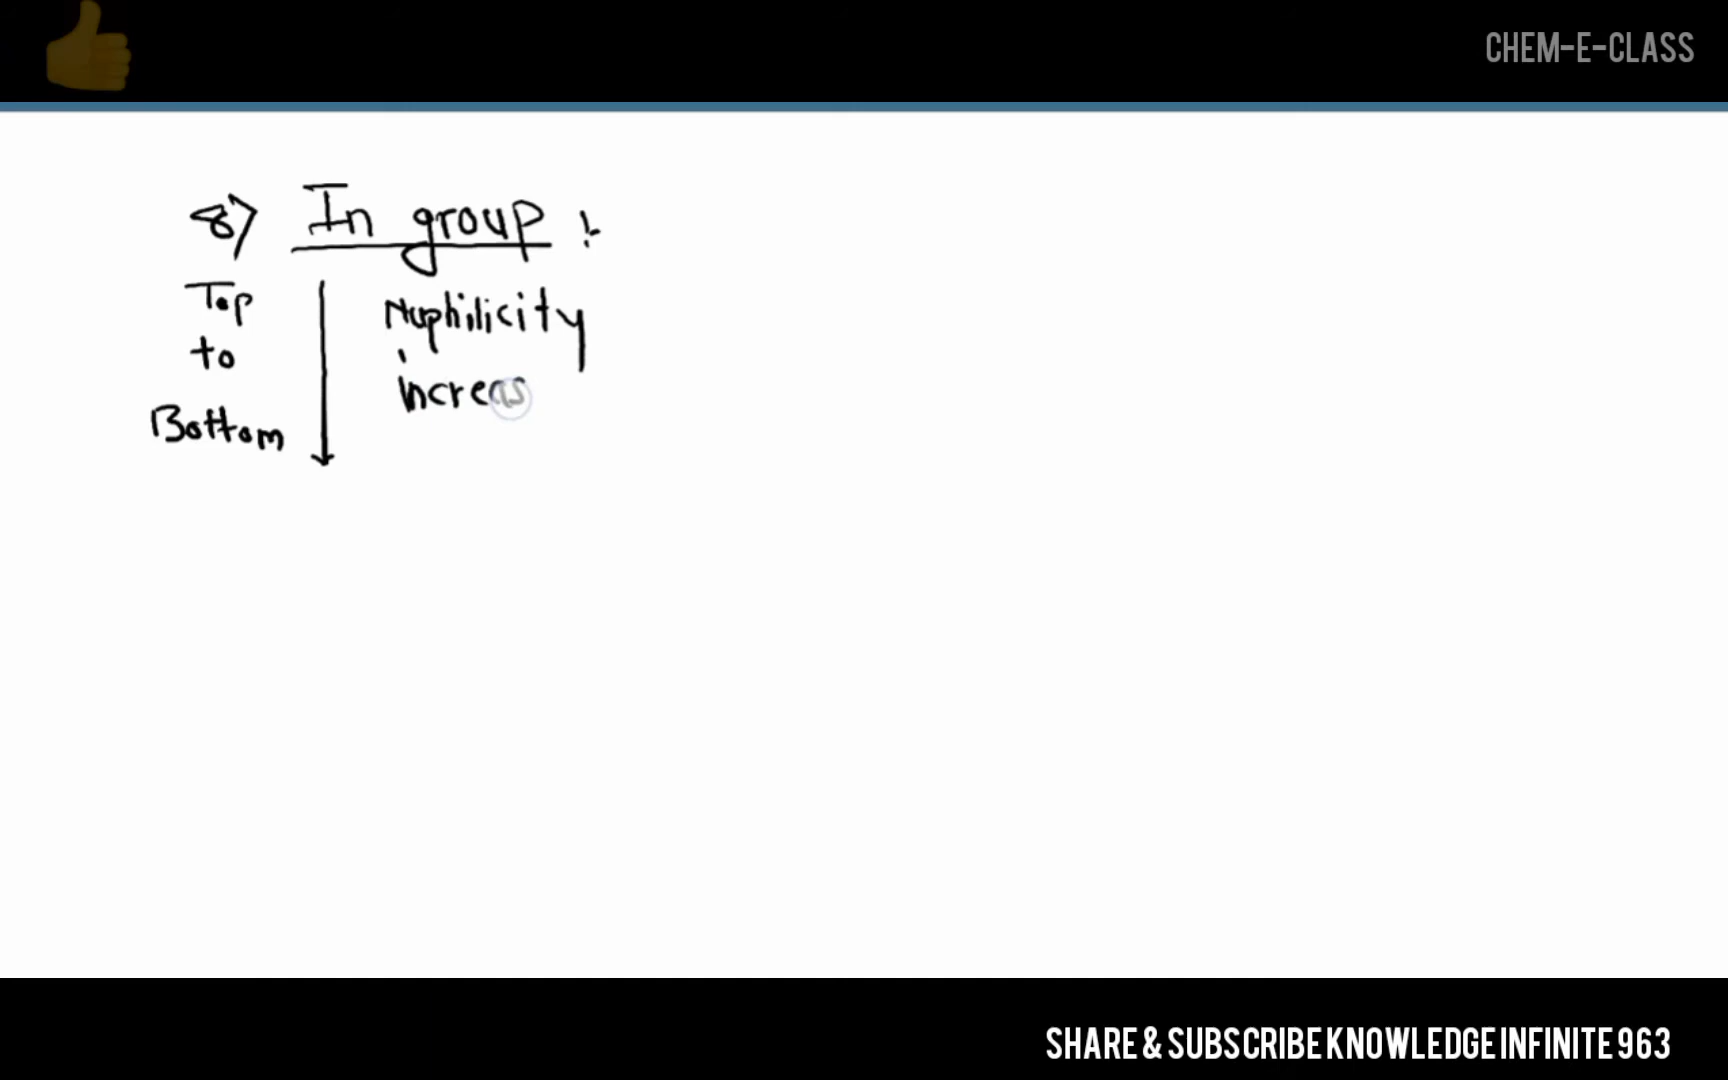 CHEM-E-CLASS
8) In group :-
Top
to
Bottom
Nuphilicity
increas
SHARE & SUBSCRIBE KNOWLEDGE INFINITE 963